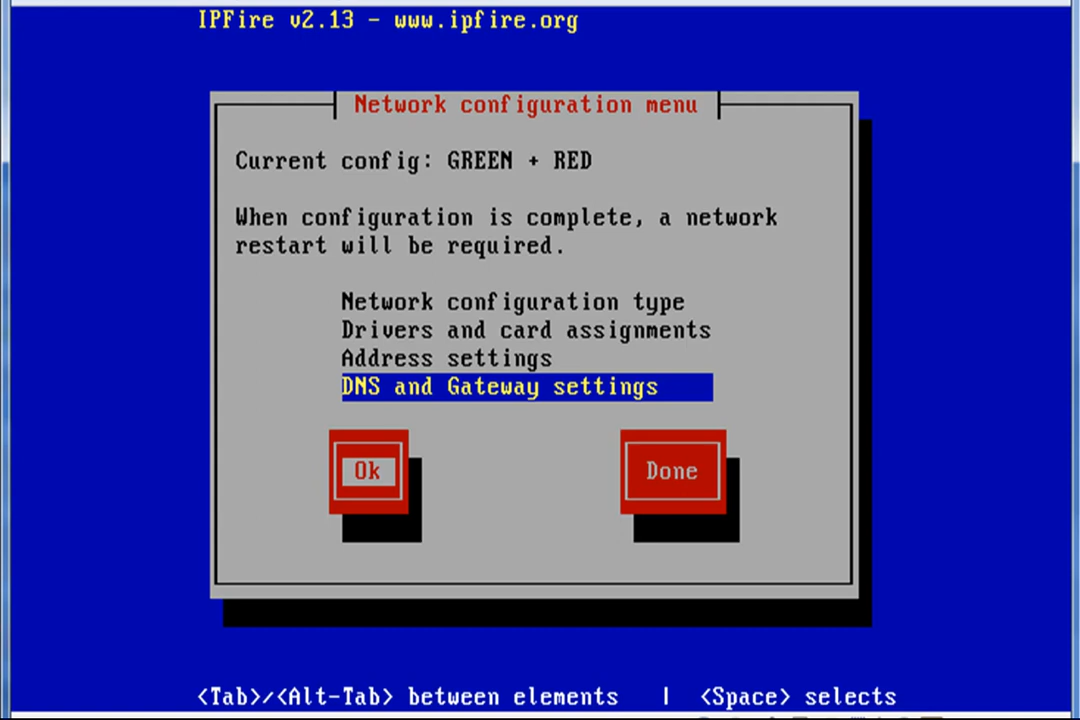 IPFire v2.13 - www.ipfire.org
Network configuration menu
Current config: GREEN + RED
When configuration is complete, a network
restart will be required.
Network configuration type
Drivers and card assignments
Address settings
DNS and Gateway settings
Ok
Done
<Tab>/<Alt-Tab> between elements | <Space> selects